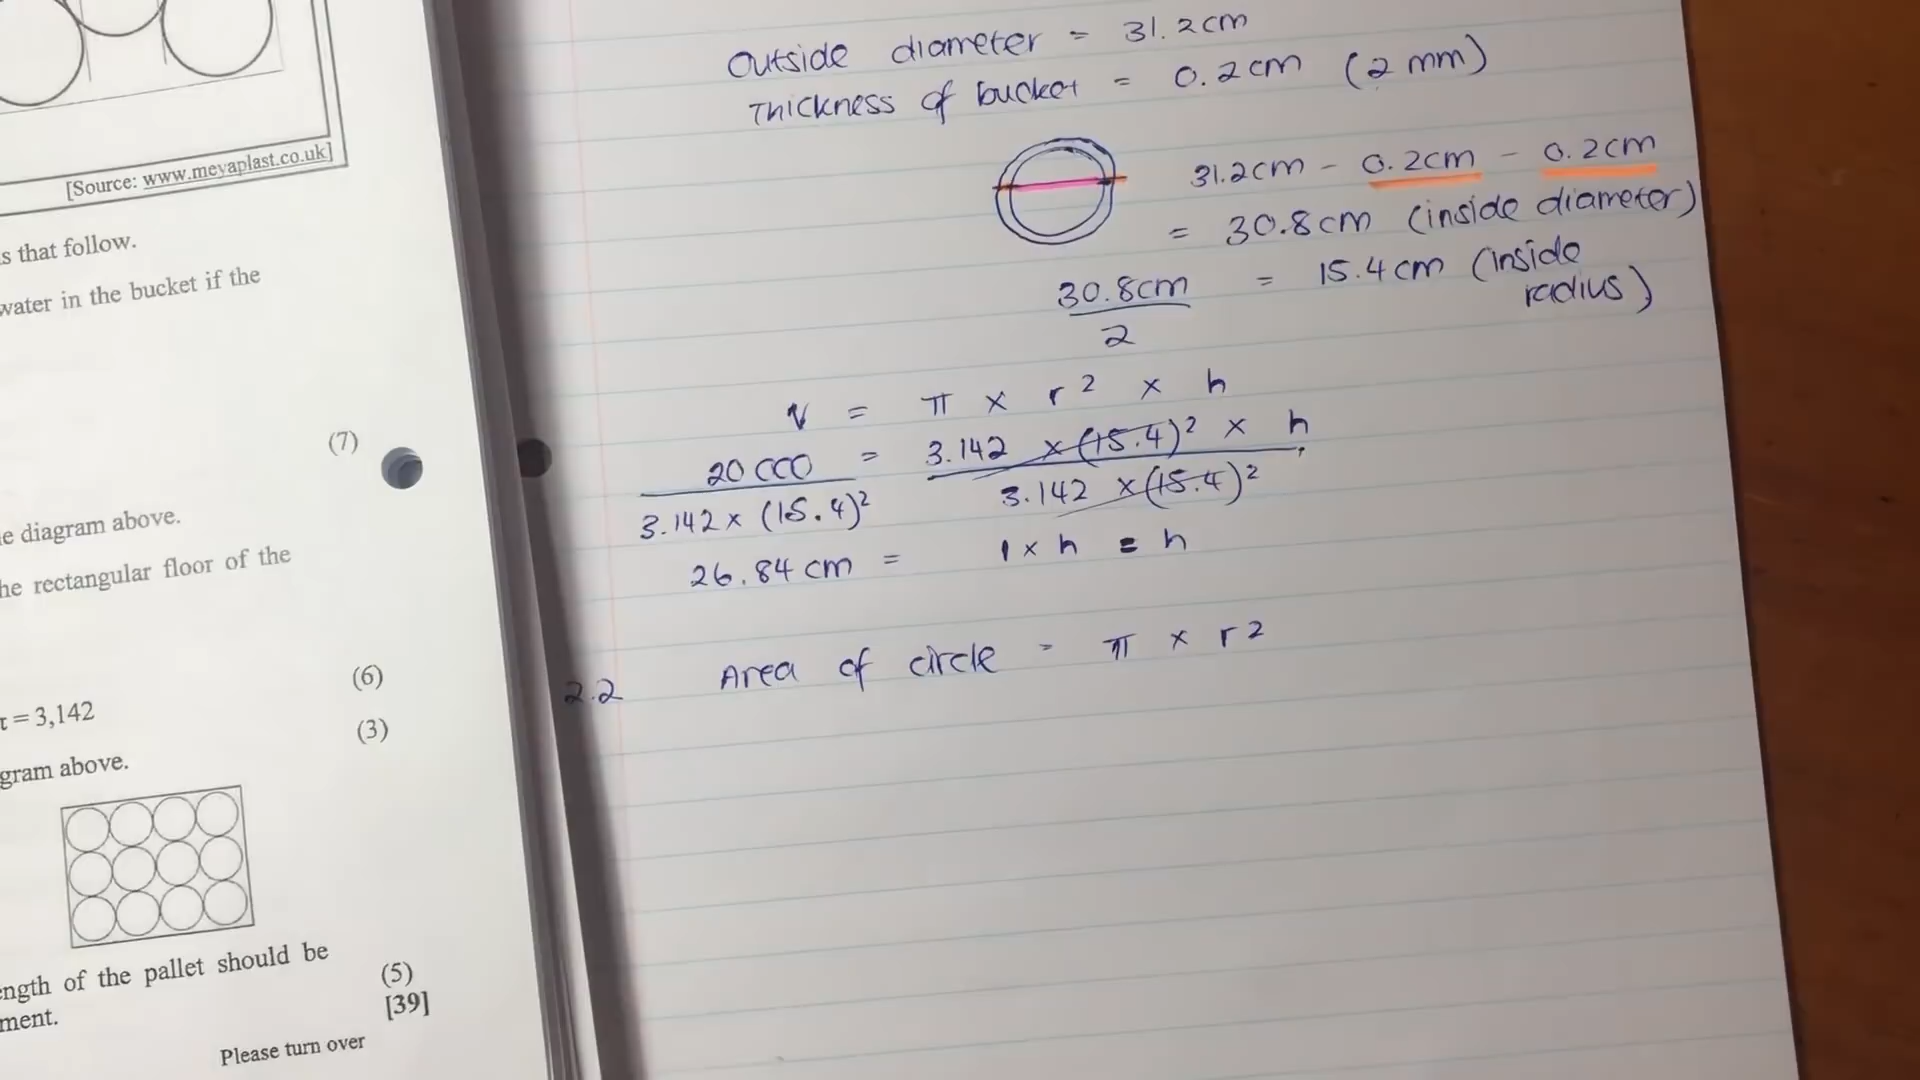 [Source: www.meyaplast.co.uk]
s that follow.
water in the bucket if the
(7)
e diagram above.
he rectangular floor of the
(6)
π = 3,142
(3)
gram above.
ength of the pallet should be
(5)
ment.
[39]
Please turn over
Outside diameter = 31.2cm
Thickness of bucket = 0.2cm (2 mm)
31.2cm - 0.2cm - 0.2cm
= 30.8cm (inside diameter)
30.8cm / 2 = 15.4cm (inside
radius)
V = π × r² × h
20 000 = 3.142 × (15.4)² × h
3.142 × (15.4)² 3.142 × (15.4)²
26.84 cm = 1 × h = h
2.2 Area of circle = π × r²